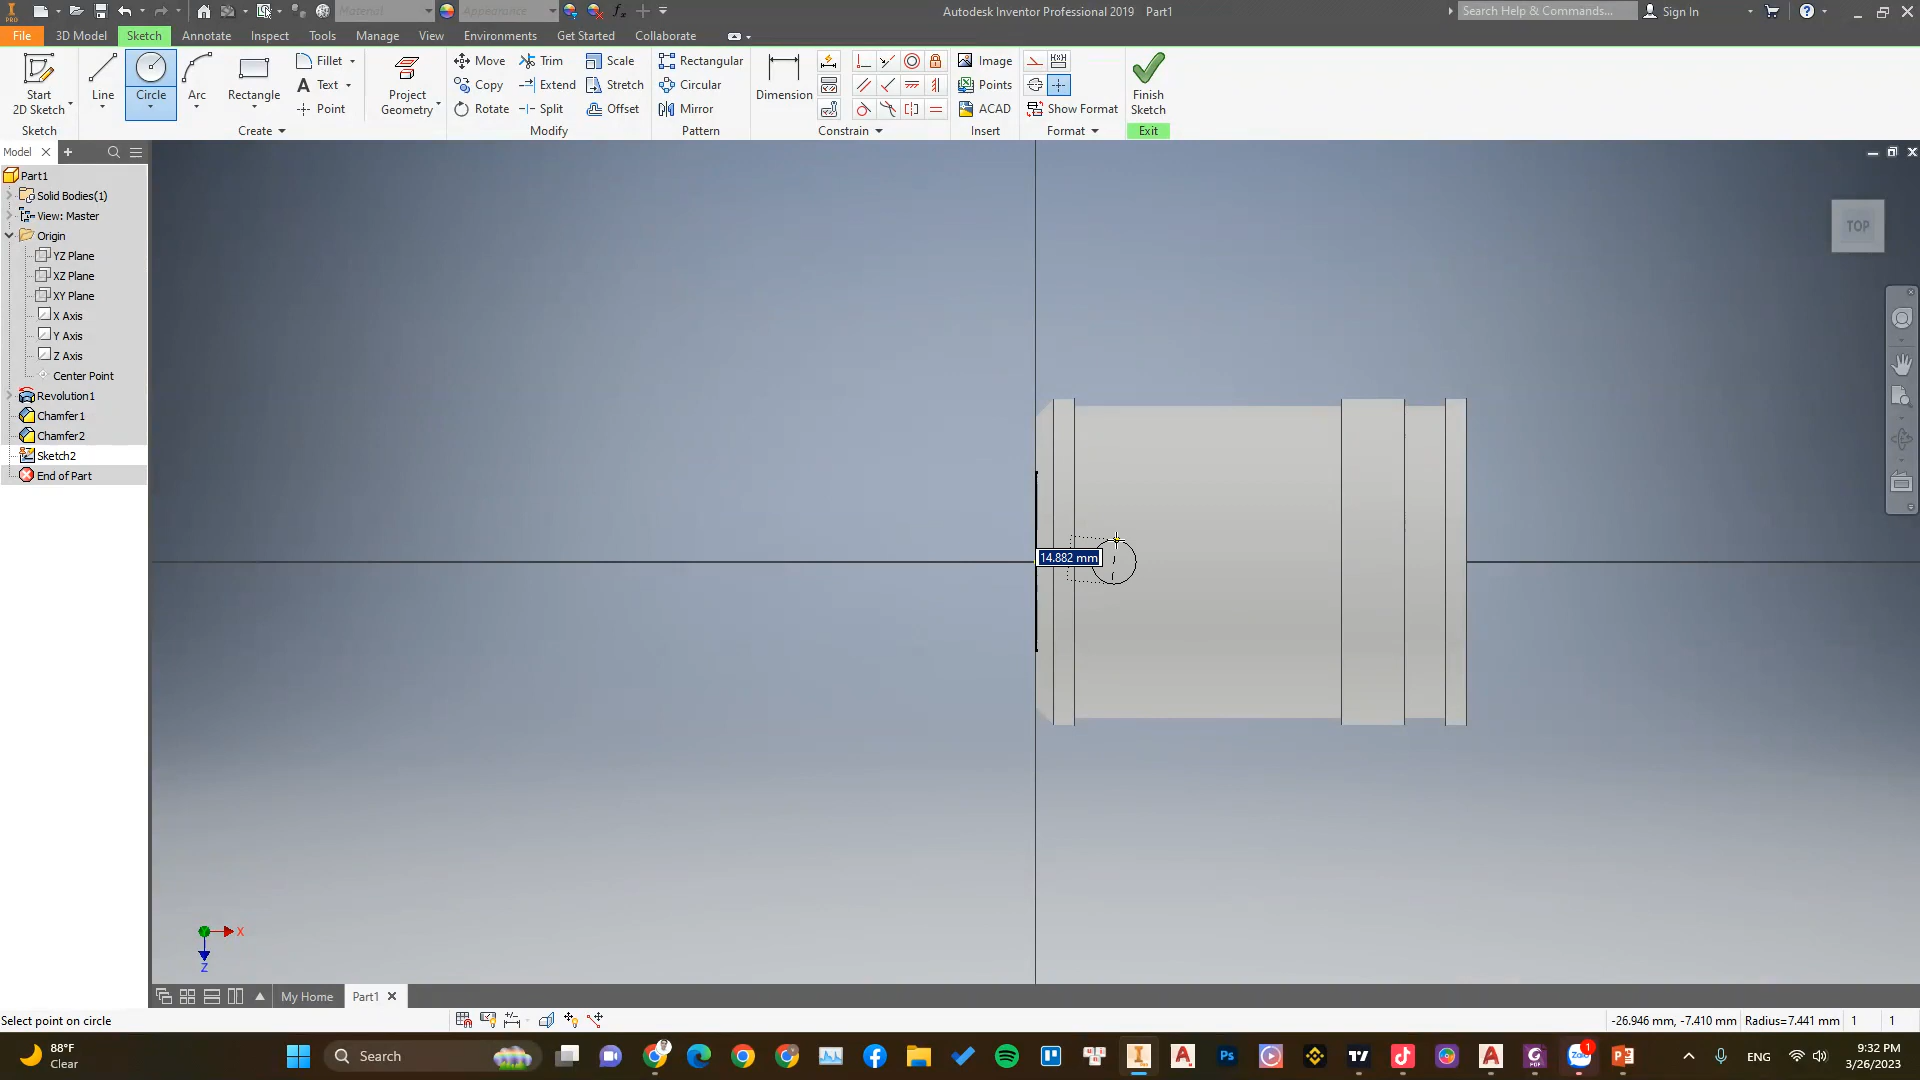 Material
Appearance
Autodesk Inventor Professional 2019 Part1
Search Help & Commands...
Sign In
File
3D Model
Sketch
Annotate
Inspect
Tools
Manage
View
Environments
Get Started
Collaborate
Start
2D Sketch
Line
Circle
Arc
Rectangle
Fillet
Text
Point
Project
Geometry
Move
Copy
Rotate
Trim
Extend
Split
Scale
Stretch
Offset
Rectangular
Circular
Mirror
Dimension
Image
Points
ACAD
Show Format
Finish
Sketch
Sketch
Create
Modify
Pattern
Constrain
Insert
Format
Exit
Model
Part1
Solid Bodies(1)
View: Master
Origin
YZ Plane
XZ Plane
XY Plane
X Axis
Y Axis
Z Axis
Center Point
Revolution1
Chamfer1
Chamfer2
Sketch2
End of Part
TOP
14.882 mm
X
Z
My Home
Part1
Select point on circle
-26.946 mm, -7.410 mm
Radius=7.441 mm
1
1
88°F
Clear
Search
ENG
9:32 PM
3/26/2023